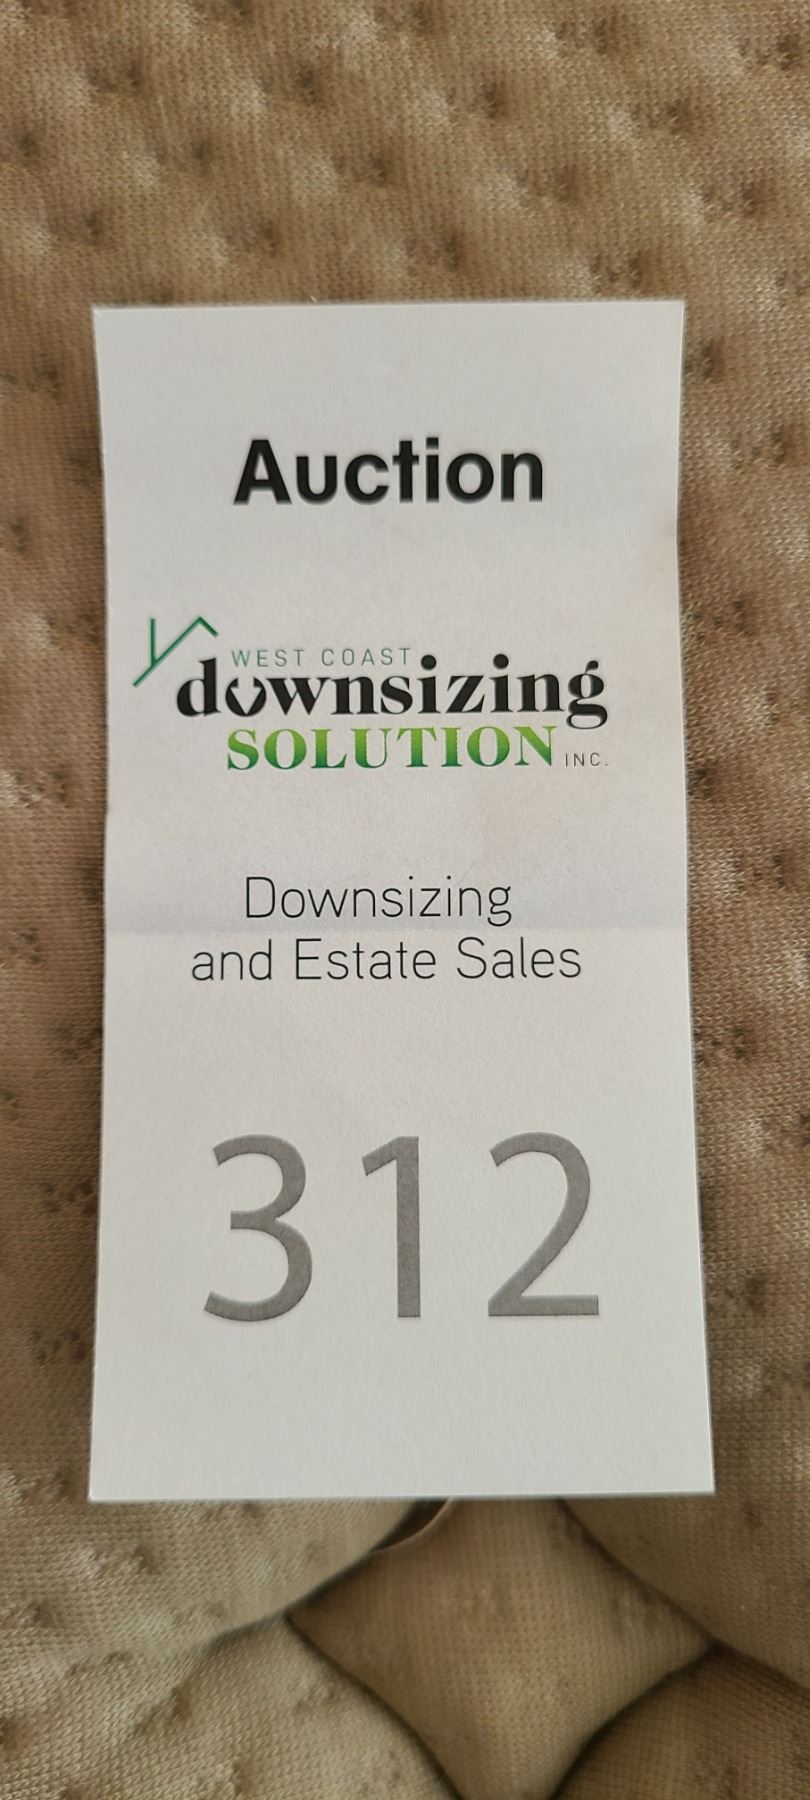 Auction
WEST COAST
downsizing
SOLUTION INC.
Downsizing
and Estate Sales
312